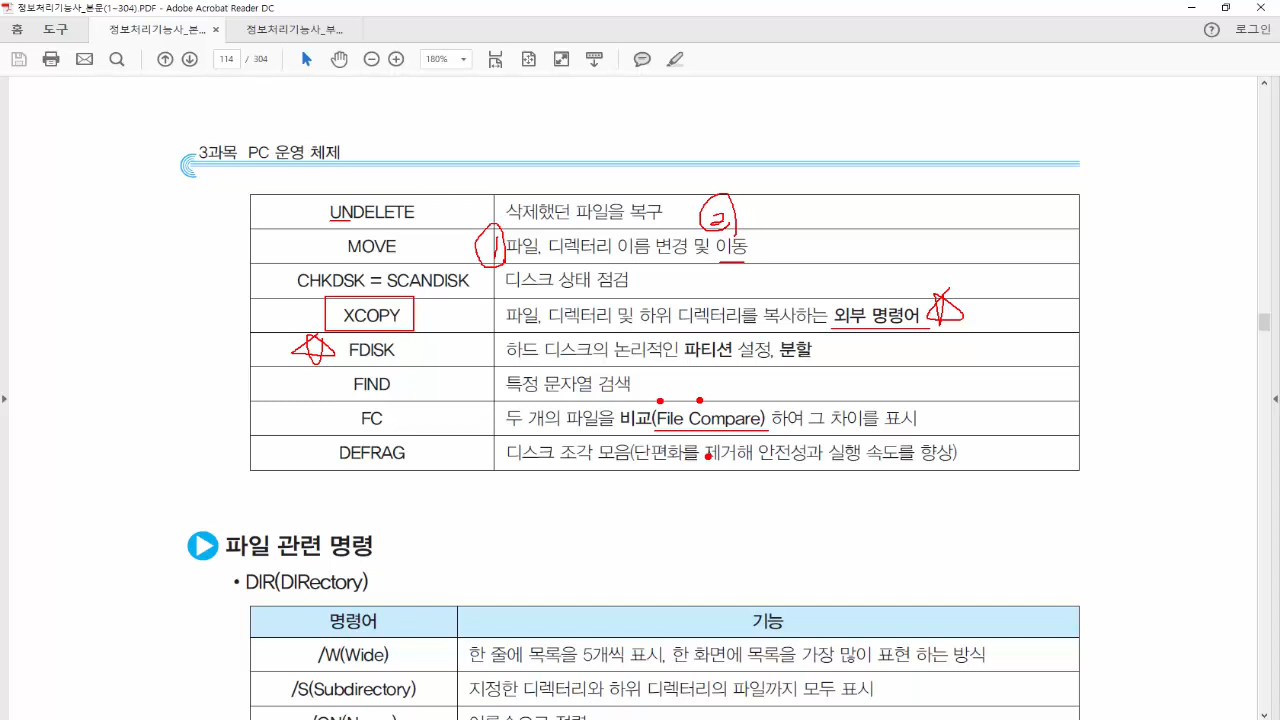 정보처리기능사_본문(1~304).PDF - Adobe Acrobat Reader DC
홈 도구 정보처리기능사_본... × 정보처리기능사_부... 로그인
114 / 304 180%
3과목 PC 운영 체제
UNDELETE 삭제했던 파일을 복구 2
MOVE 1 파일, 디렉터리 이름 변경 및 이동
CHKDSK = SCANDISK 디스크 상태 점검
XCOPY 파일, 디렉터리 및 하위 디렉터리를 복사하는 외부 명령어
FDISK 하드 디스크의 논리적인 파티션 설정, 분할
FIND 특정 문자열 검색
FC 두 개의 파일을 비교(File Compare) 하여 그 차이를 표시
DEFRAG 디스크 조각 모음(단편화를 제거해 안전성과 실행 속도를 향상)
파일 관련 명령
• DIR(DIRectory)
명령어 기능
/W(Wide) 한 줄에 목록을 5개씩 표시, 한 화면에 목록을 가장 많이 표현 하는 방식
/S(Subdirectory) 지정한 디렉터리와 하위 디렉터리의 파일까지 모두 표시